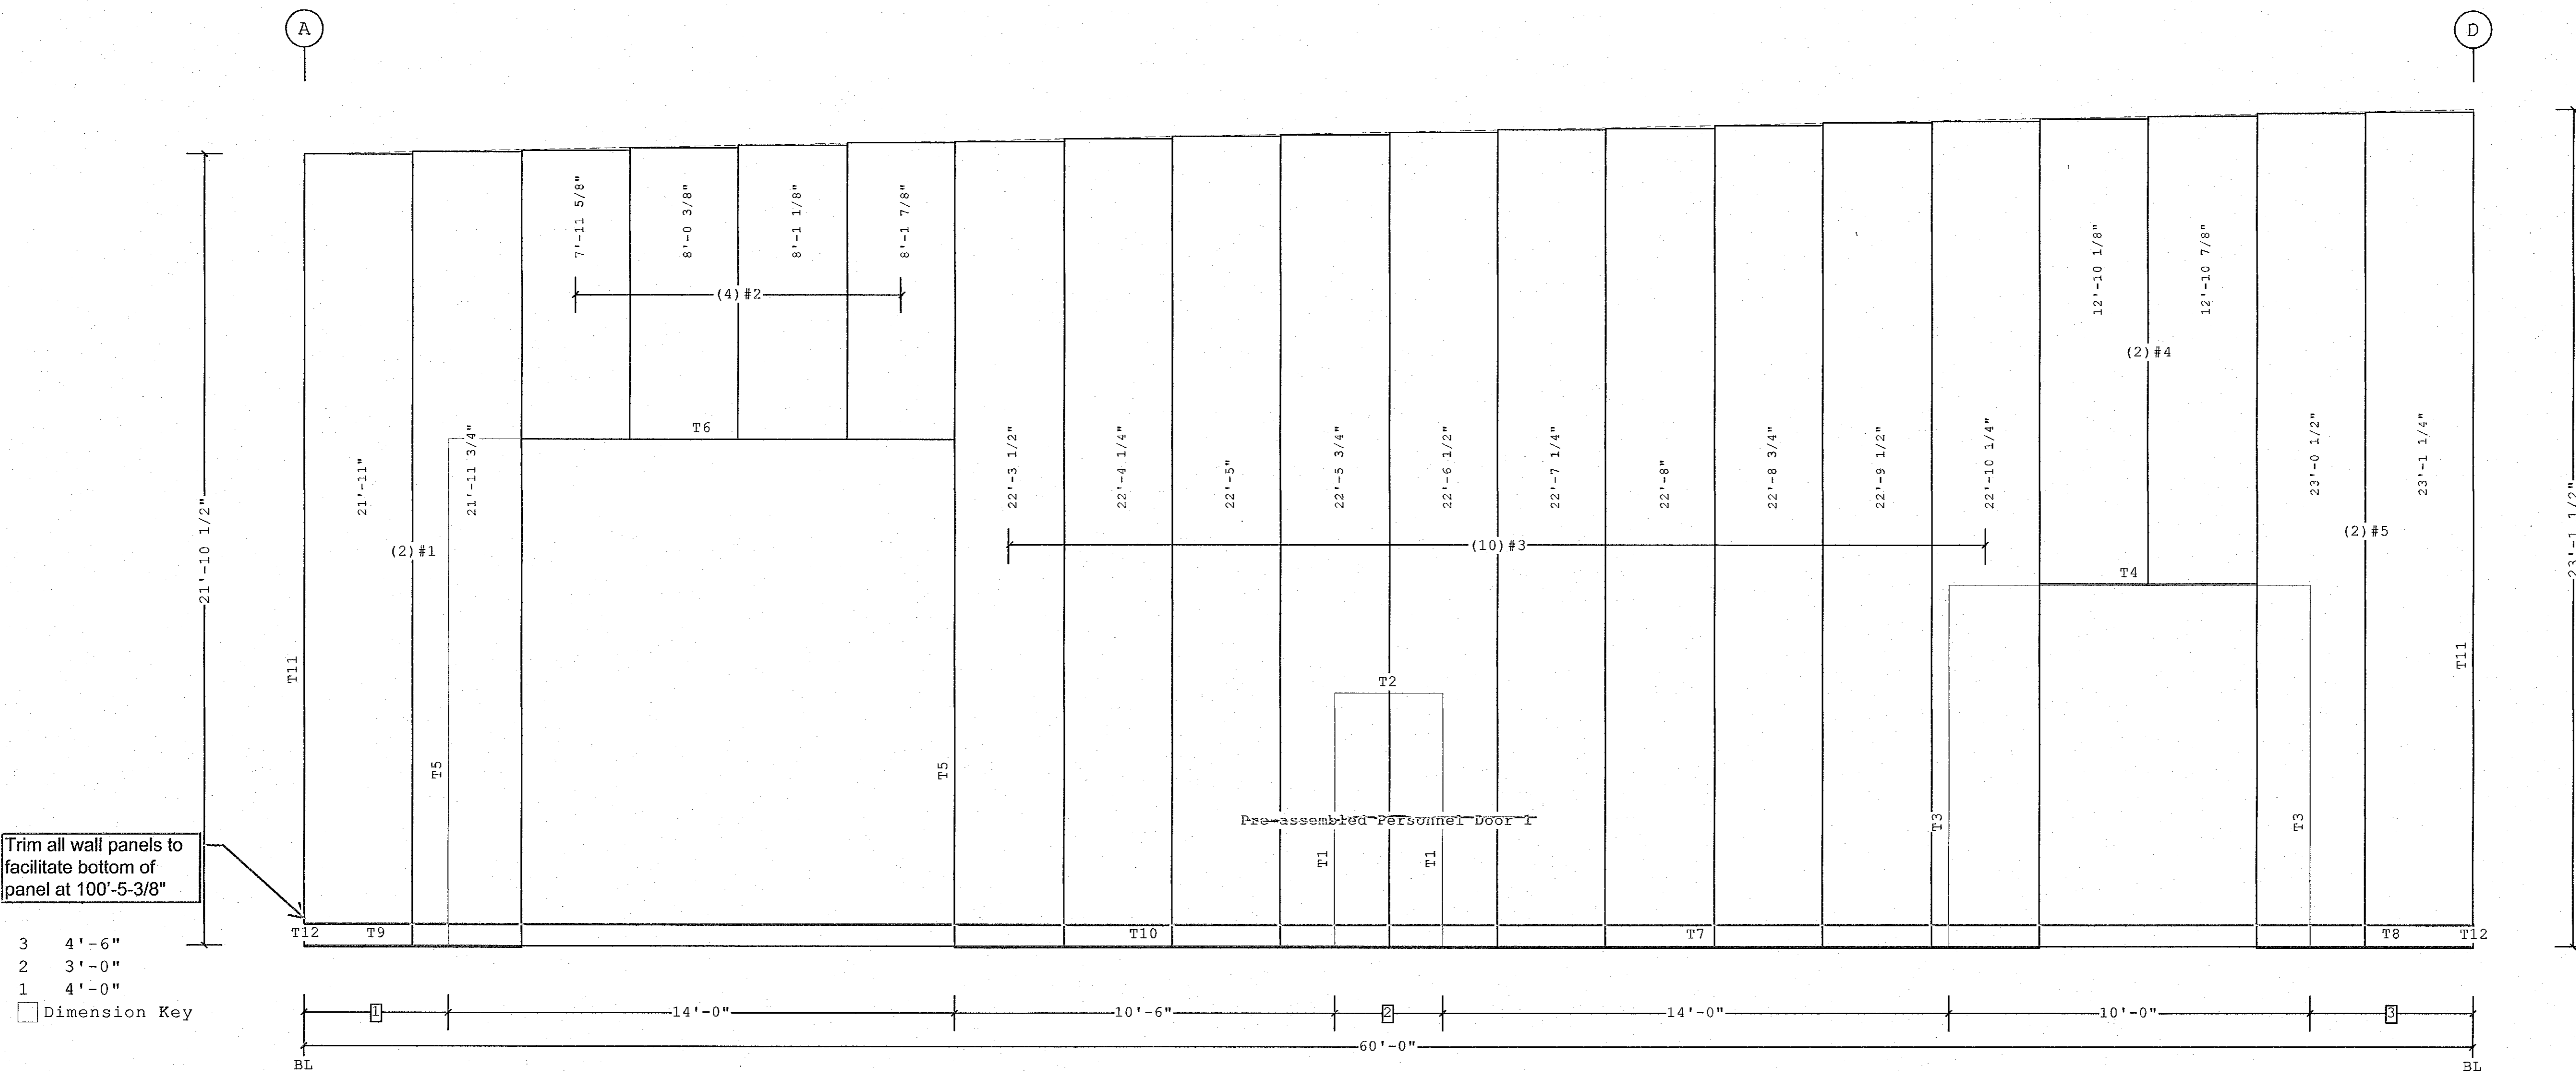 A
D
7'-11 5/8"
8'-0 3/8"
8'-1 1/8"
8'-1 7/8"
12'-10 1/8"
12'-10 7/8"
(4)#2
(2)#4
T6
21'-11"
21'-11 3/4"
22'-3 1/2"
22'-4 1/4"
22'-5"
22'-5 3/4"
22'-6 1/2"
22'-7 1/4"
22'-8"
22'-8 3/4"
22'-9 1/2"
22'-10 1/4"
23'-0 1/2"
23'-1 1/4"
21'-10 1/2"
23'-1 1/2"
(2)#1
(10)#3
(2)#5
T4
T11
T11
T2
T5
T5
Pre-assembled Personnel Door 1
T1
T1
T3
T3
Trim all wall panels to
facilitate bottom of
panel at 100'-5-3/8"
T12
T9
T10
T7
T8
T12
3 4'-6"
2 3'-0"
1 4'-0"
Dimension Key
1
14'-0"
10'-6"
2
14'-0"
10'-0"
3
60'-0"
BL
BL